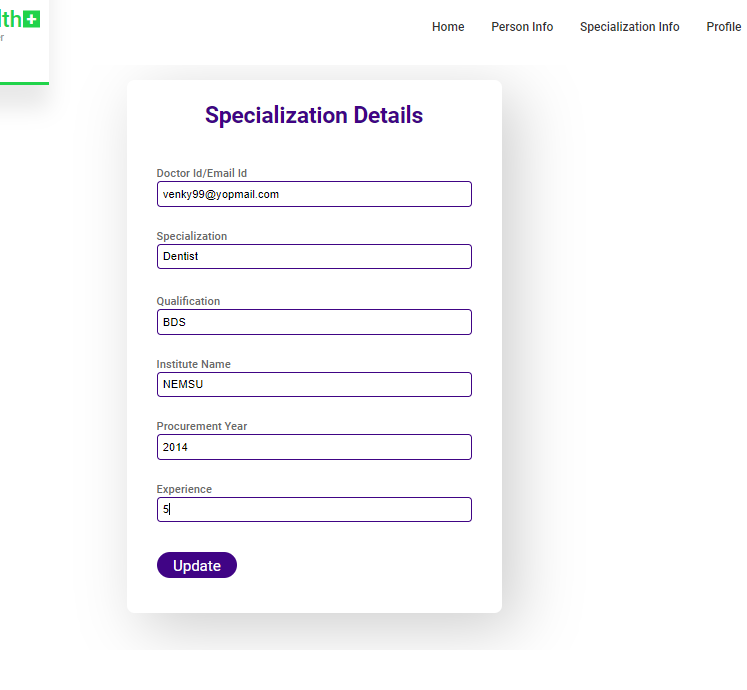 lth
er
Home Person Info Specialization Info Profile
Specialization Details
Doctor Id/Email Id
venky99@yopmail.com
Specialization
Dentist
Qualification
BDS
Institute Name
NEMSU
Procurement Year
2014
Experience
5
Update